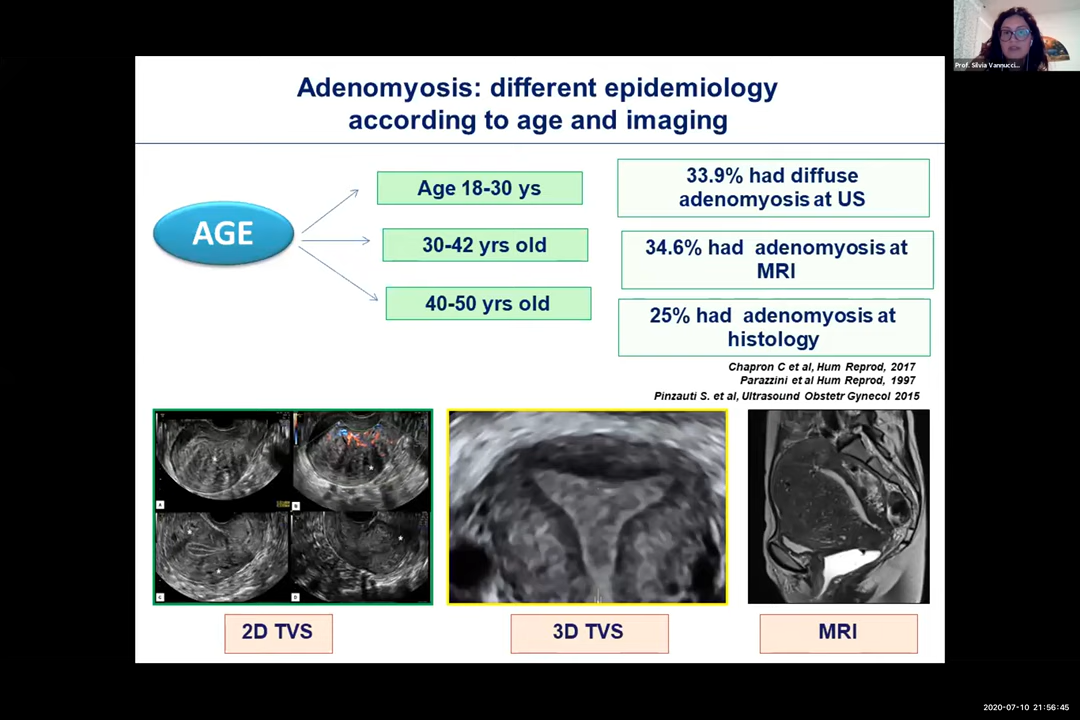 Prof. Silvia Vannucci...
Adenomyosis: different epidemiology
according to age and imaging
AGE
Age 18-30 ys
33.9% had diffuse
adenomyosis at US
30-42 yrs old
34.6% had adenomyosis at
MRI
40-50 yrs old
25% had adenomyosis at
histology
Chapron C et al, Hum Reprod, 2017
Parazzini et al Hum Reprod, 1997
Pinzauti S. et al, Ultrasound Obstetr Gynecol 2015
A
B
C
D
2D TVS
3D TVS
MRI
2020-07-10 21:56:45